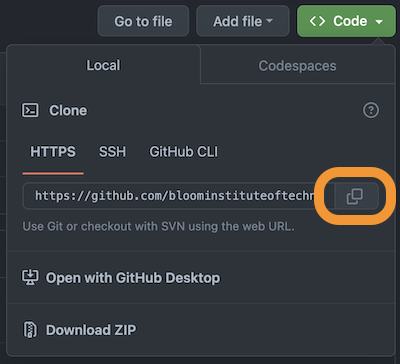 Go to file Add file Code
Local Codespaces
Clone
HTTPS SSH GitHub CLI
https://github.com/bloominstituteoftechn
Use Git or checkout with SVN using the web URL.
Open with GitHub Desktop
Download ZIP